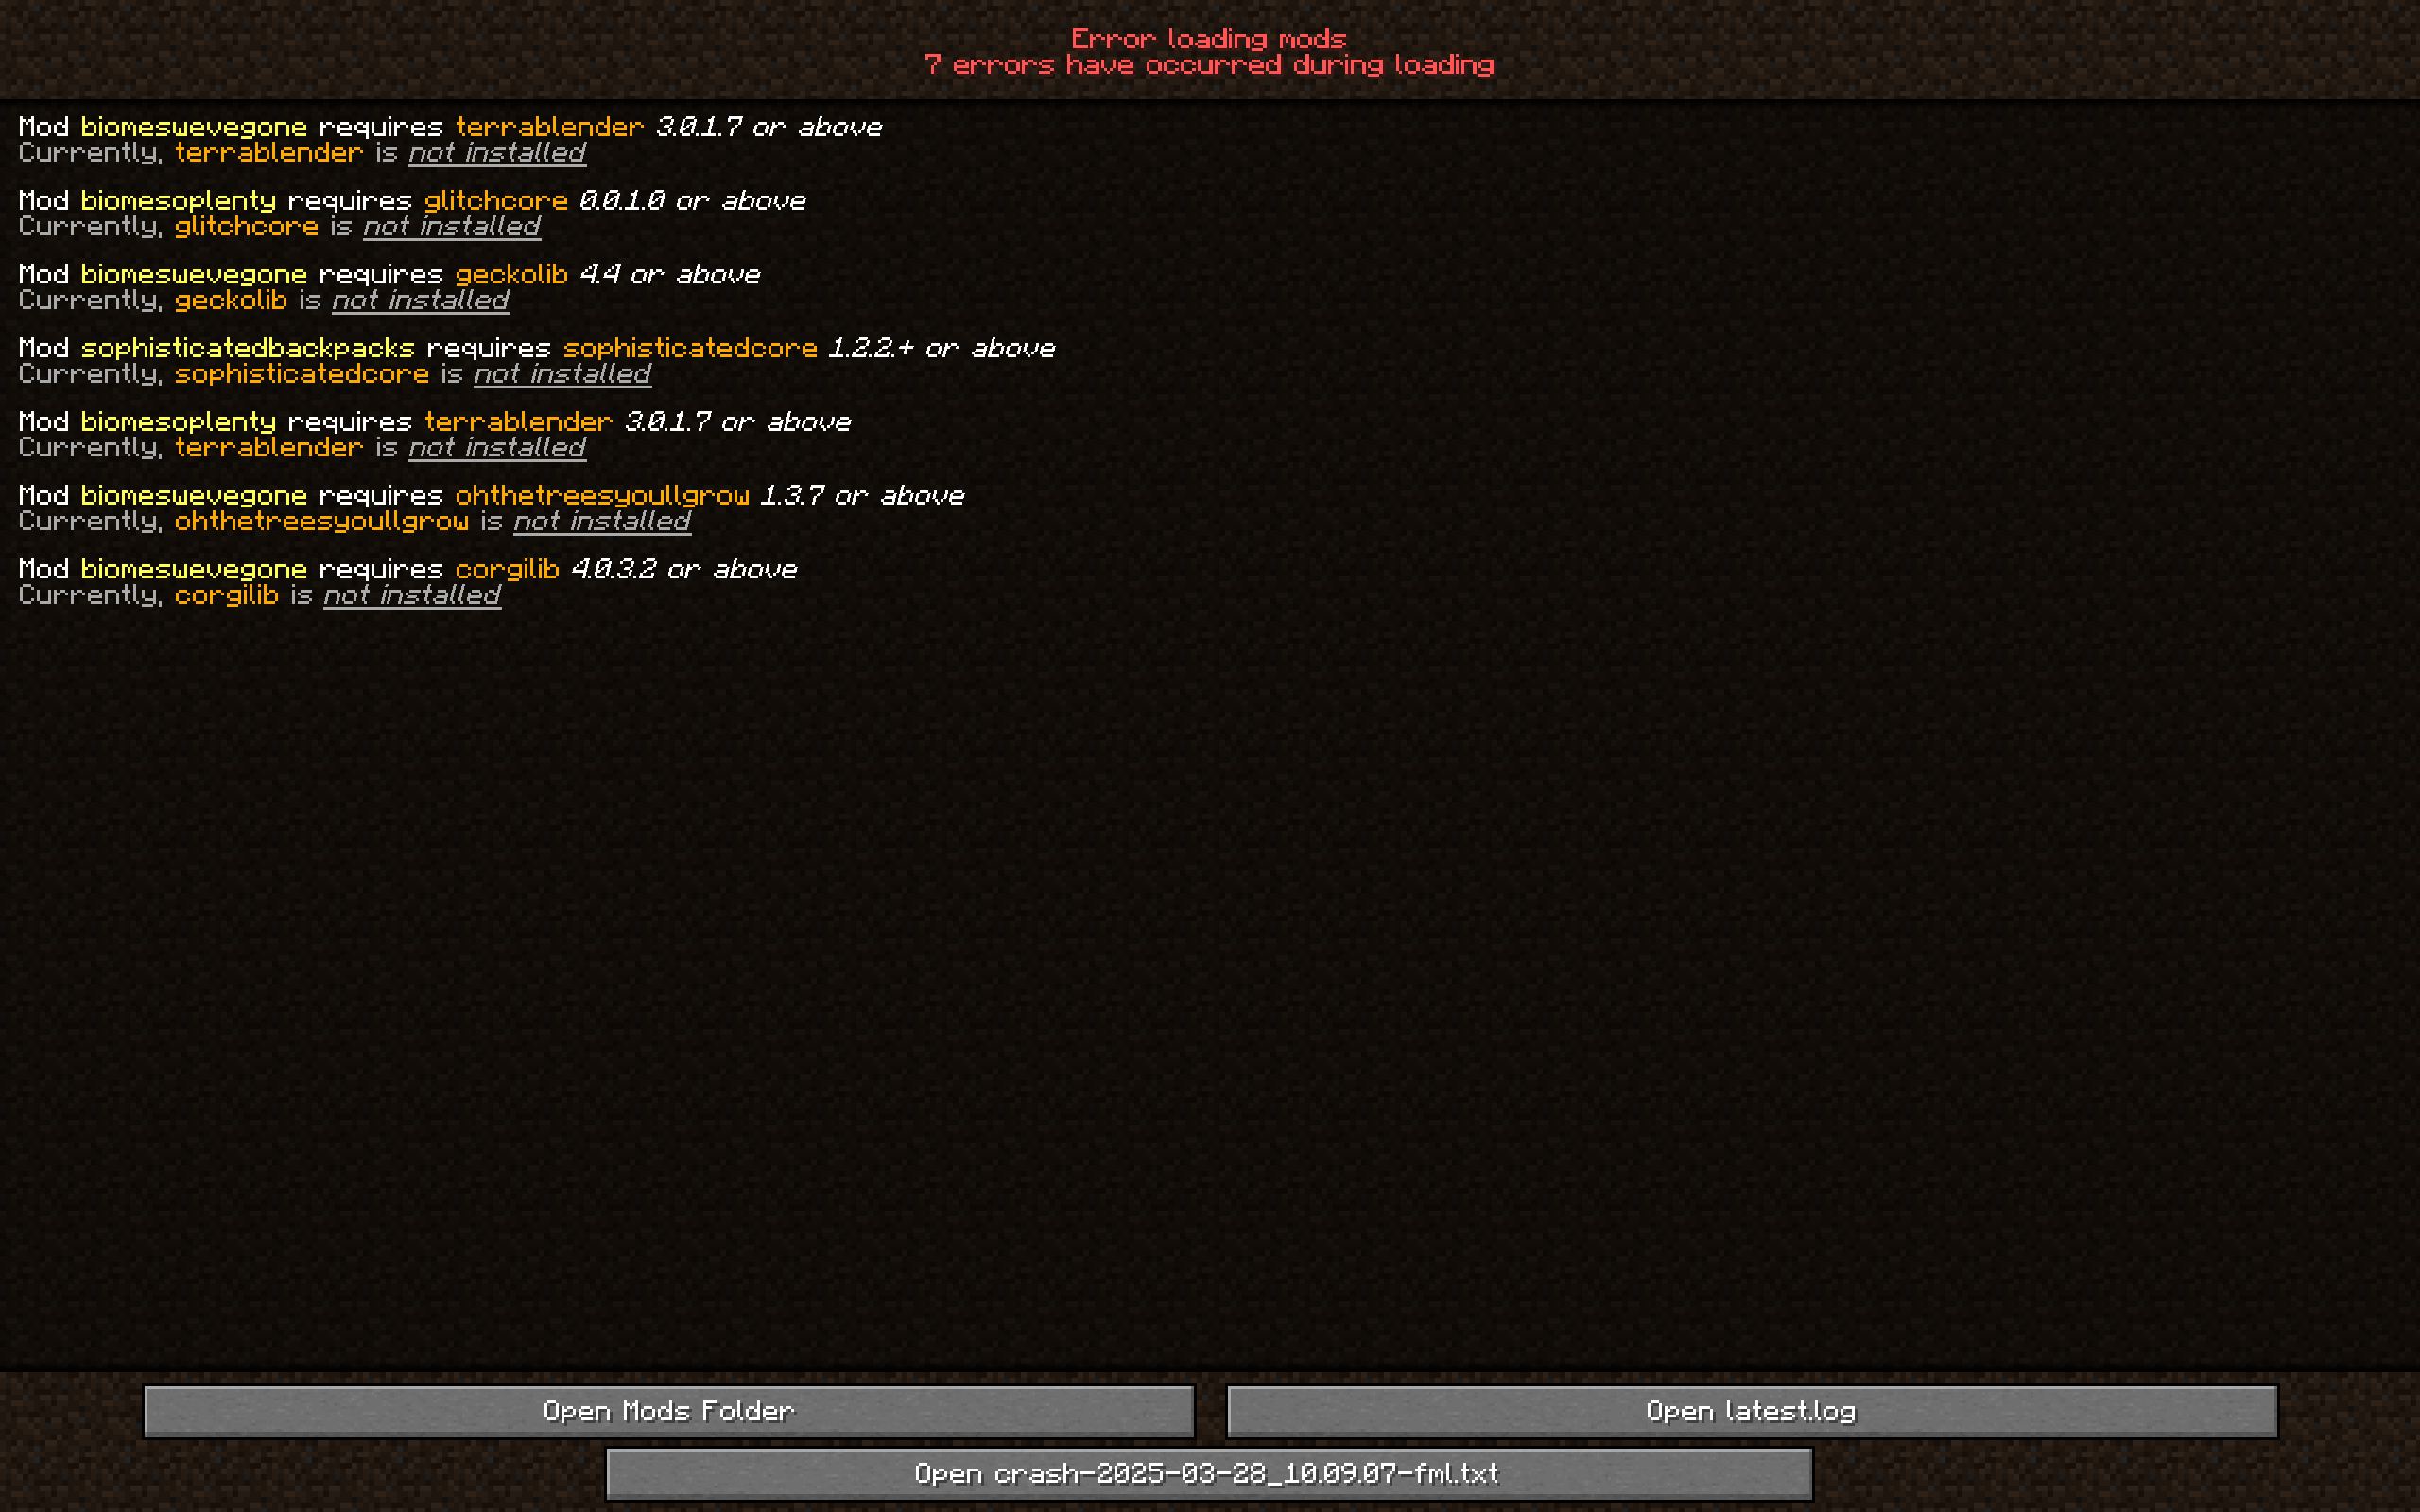 Error loading mods
7 errors have occurred during loading
Mod biomeswevegone requires terrablender 3.0.1.7 or above
Currently, terrablender is not installed
Mod biomesoplenty requires glitchcore 0.0.1.0 or above
Currently, glitchcore is not installed
Mod biomeswevegone requires geckolib 4.4 or above
Currently, geckolib is not installed
Mod sophisticatedbackpacks requires sophisticatedcore 1.2.2.+ or above
Currently, sophisticatedcore is not installed
Mod biomesoplenty requires terrablender 3.0.1.7 or above
Currently, terrablender is not installed
Mod biomeswevegone requires ohthetreesyoullgrow 1.3.7 or above
Currently, ohthetreesyoullgrow is not installed
Mod biomeswevegone requires corgilib 4.0.3.2 or above
Currently, corgilib is not installed
Open Mods Folder
Open latest.log
Open crash-2025-03-28_10.09.07-fml.txt